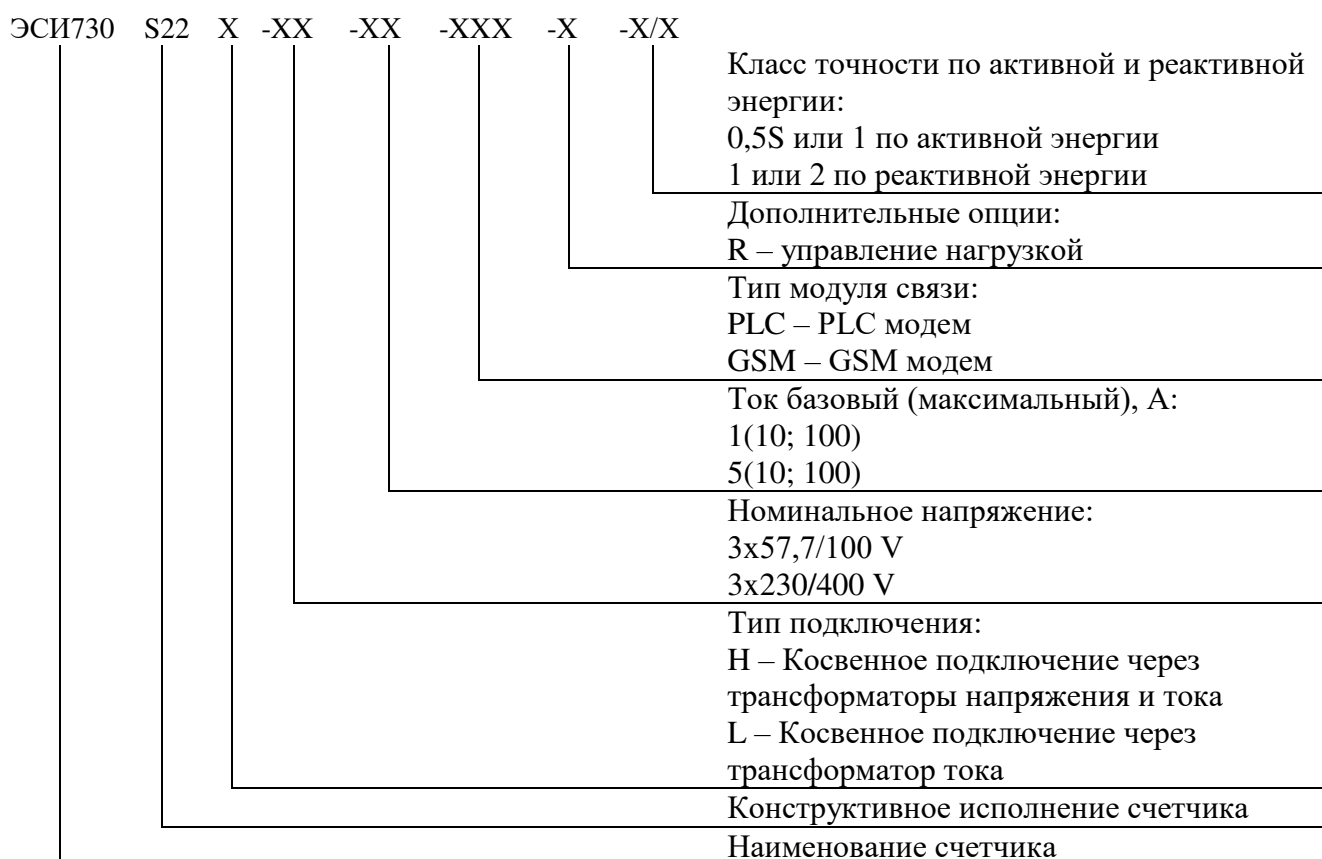 ЭСИ730 S22 X -XX -XX -XXX -X -X/X
Класс точности по активной и реактивной
энергии:
0,5S или 1 по активной энергии
1 или 2 по реактивной энергии
Дополнительные опции:
R – управление нагрузкой
Тип модуля связи:
PLC – PLC модем
GSM – GSM модем
Ток базовый (максимальный), А:
1(10; 100)
5(10; 100)
Номинальное напряжение:
3x57,7/100 V
3x230/400 V
Тип подключения:
H – Косвенное подключение через
трансформаторы напряжения и тока
L – Косвенное подключение через
трансформатор тока
Конструктивное исполнение счетчика
Наименование счетчика